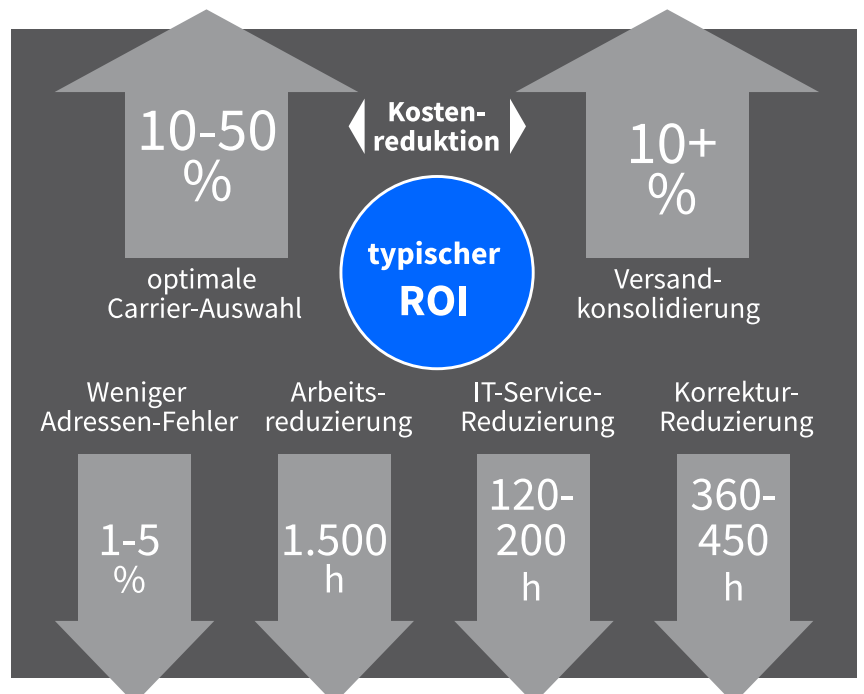 10-50
%
Kosten-
reduktion
10+
%
typischer
ROI
optimale
Carrier-Auswahl
Versand-
konsolidierung
Weniger
Adressen-Fehler
Arbeits-
reduzierung
IT-Service-
Reduzierung
Korrektur-
Reduzierung
1-5
%
1.500
h
120-
200
h
360-
450
h